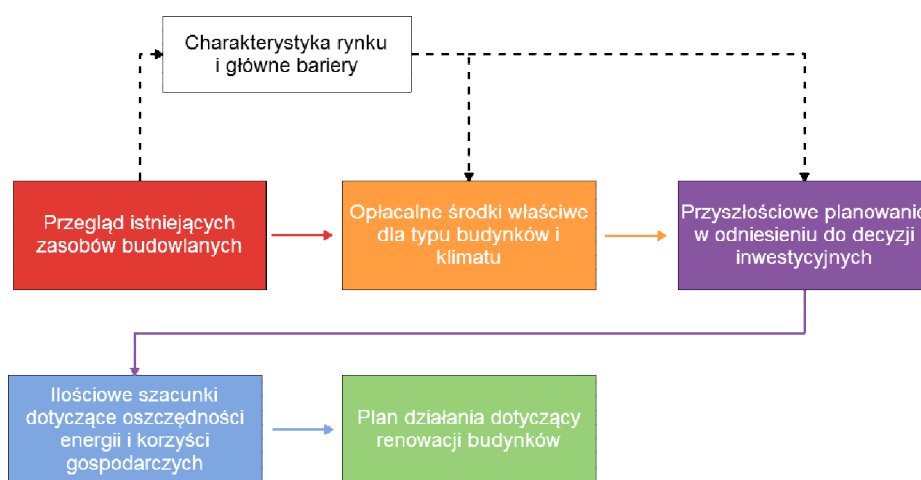 Charakterystyka rynku
i główne bariery
Przegląd istniejących
zasobów budowlanych
Opłacalne środki właściwe
dla typu budynków i
klimatu
Przyszłościowe planowanie
w odniesieniu do decyzji
inwestycyjnych
Ilościowe szacunki
dotyczące oszczędności
energii i korzyści
gospodarczych
Plan działania dotyczący
renowacji budynków